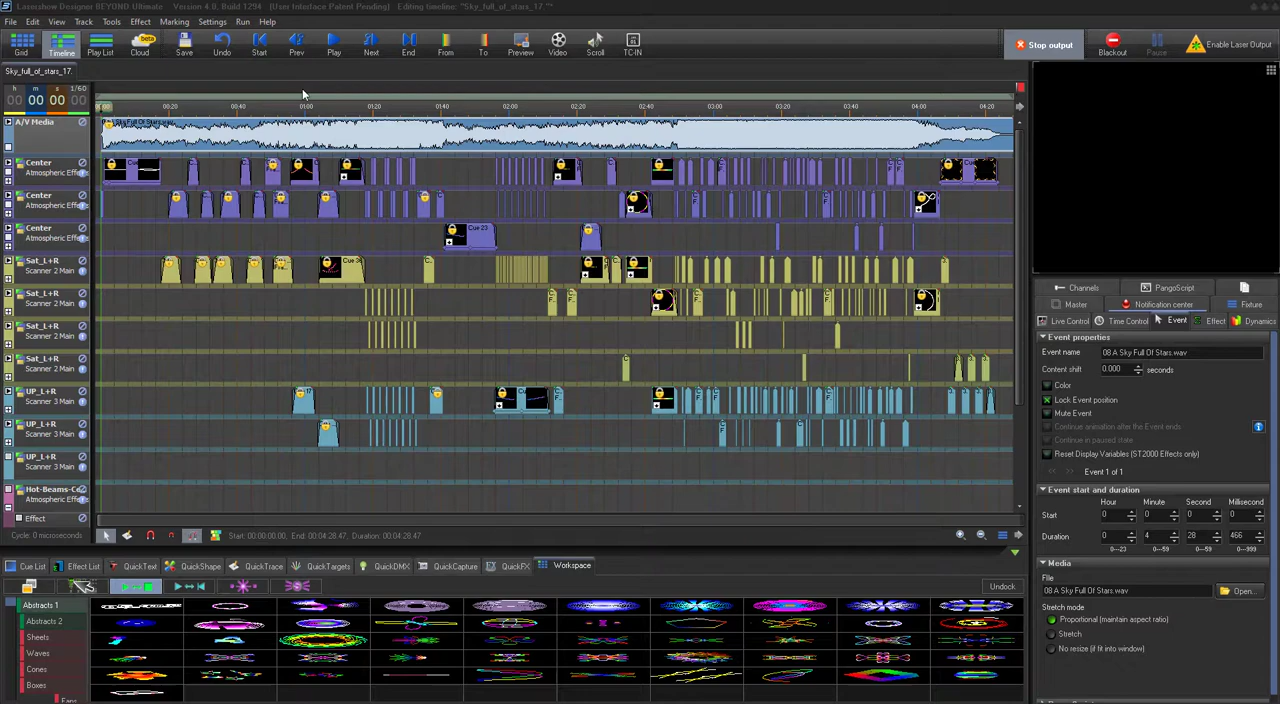 Lasershow Designer BEYOND Ultimate Version 4.0, Build 1294 [User Interface Patent Pending] Editing timeline: "Sky_full_of_stars_17 *"
File Edit View Track Tools Effect Marking Settings Run Help
Grid Timeline Play List Cloud Save Undo Start Prev Play Next End From To Preview Video Scroll TC-IN Stop output Blackout Pause Enable Laser Output
Sky_full_of_stars_17.
h m s 1/60
00 00 00 00
00:20 00:40 01:00 01:20 01:40 02:00 02:20 02:40 03:00 03:20 03:40 04:00 04:20
A/V Media
Center
Atmospheric Effe
Center
Atmospheric Effe
Center
Atmospheric Effe
Cue 23
Sat_L+R
Scanner 2 Main
Sat_L+R
Scanner 2 Main
Sat_L+R
Scanner 2 Main
Sat_L+R
Scanner 2 Main
UP_L+R
Scanner 3 Main
UP_L+R
Scanner 3 Main
UP_L+R
Scanner 3 Main
Hot-Beams-Ce
Atmospheric Effe
Effect
Cycle: 0 microseconds
Start: 00:00:00.00, End: 00:04:28.47, Duration: 00:04:28.47
Channels PangoScript
Master Notification center Fixture
Live Control Time Control Event Effect Dynamics
Event properties
Event name 08 A Sky Full Of Stars.wav
Content shift 0.000 seconds
Color
Lock Event position
Mute Event
Continue animation after the Event ends
Continue in paused state
Reset Display Variables (ST2000 Effects only)
Event 1 of 1
Event start and duration
Hour Minute Second Millisecond
Start 0 0 0 0
Duration 0 4 28 466
0---23 0---59 0---59 0---999
Media
File
08 A Sky Full Of Stars.wav Open...
Stretch mode
Proportional (maintain aspect ratio)
Stretch
No resize (if fit into window)
Cue List Effect List QuickText QuickShape QuickTrace QuickTargets QuickDMX QuickCapture QuickFX Workspace
Undo
Abstracts 1
Abstracts 2
Sheets
Waves
Cones
Boxes
Fans